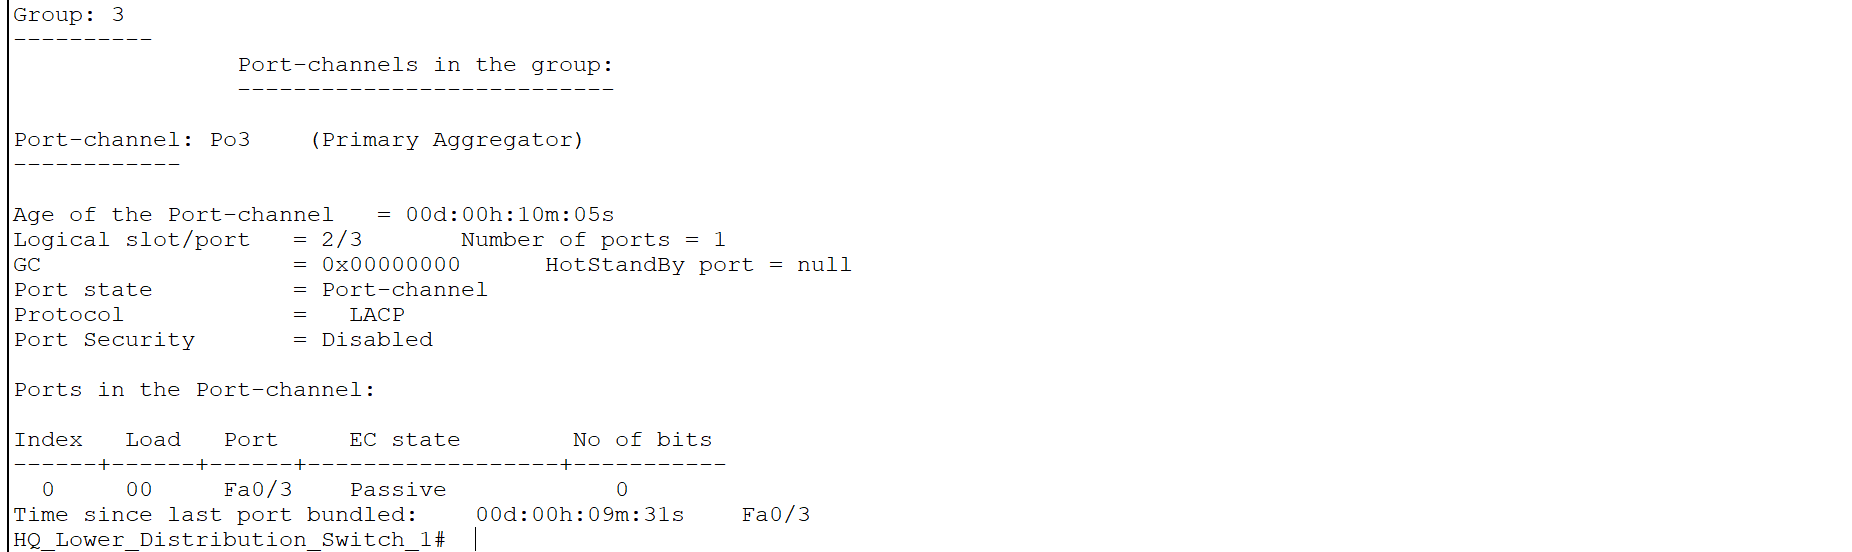 Group: 3
----------
                Port-channels in the group:
                ---------------------------
Port-channel: Po3    (Primary Aggregator)
------------
Age of the Port-channel   = 00d:00h:10m:05s
Logical slot/port   = 2/3       Number of ports = 1
GC                  = 0x00000000      HotStandBy port = null
Port state          = Port-channel
Protocol            =   LACP
Port Security       = Disabled
Ports in the Port-channel:
Index   Load   Port     EC state        No of bits
------+------+------+------------------+-----------
  0     00     Fa0/3    Passive            0
Time since last port bundled:    00d:00h:09m:31s    Fa0/3
HQ_Lower_Distribution_Switch_1#